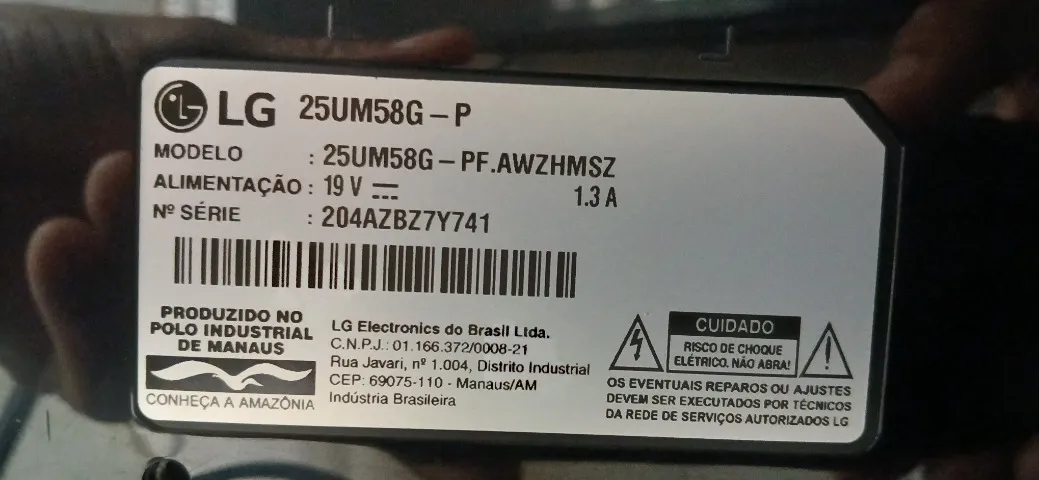 LG 25UM58G-P
MODELO : 25UM58G-PF.AWZHMSZ
ALIMENTAÇÃO : 19 V ⎓ 1.3 A
Nº SÉRIE : 204AZBZ7Y741
PRODUZIDO NO
POLO INDUSTRIAL
DE MANAUS
CONHEÇA A AMAZÔNIA
LG Electronics do Brasil Ltda.
C.N.P.J.: 01.166.372/0008-21
Rua Javari, nº 1.004, Distrito Industrial
CEP: 69075-110 - Manaus/AM
Indústria Brasileira
CUIDADO
RISCO DE CHOQUE
ELÉTRICO. NÃO ABRA!
OS EVENTUAIS REPAROS OU AJUSTES
DEVEM SER EXECUTADOS POR TÉCNICOS
DA REDE DE SERVIÇOS AUTORIZADOS LG